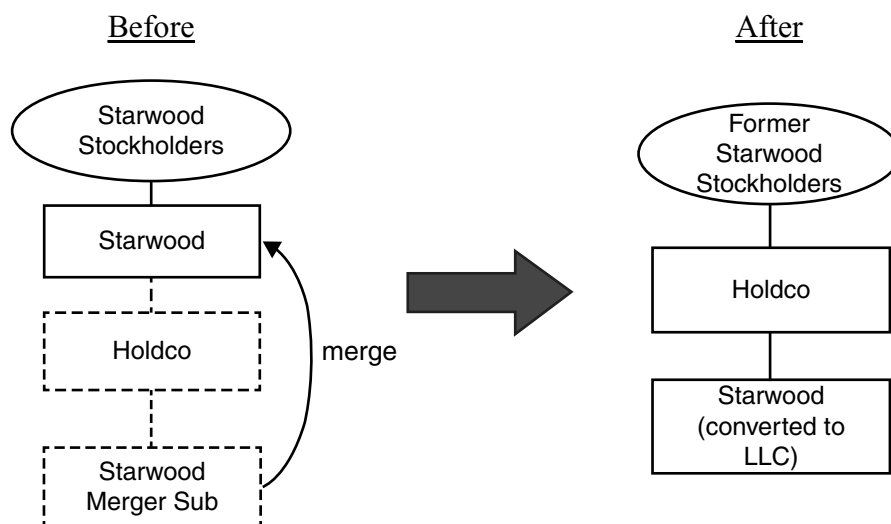 Before
After
Starwood
Stockholders
Starwood
Holdco
merge
Starwood
Merger Sub
Former
Starwood
Stockholders
Holdco
Starwood
(converted to
LLC)